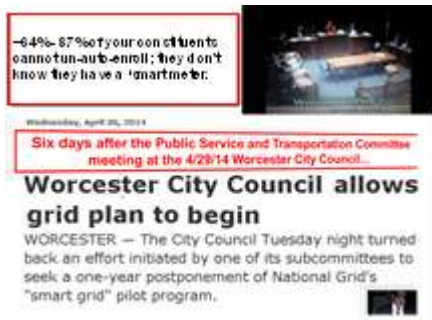 ~64%-87% of your constituents
cannot un-auto-enroll; they don't
know they have a 'smart meter.
Wednesday, April 30, 2014
Six days after the Public Service and Transportation Committee
meeting at the 4/29/14 Worcester City Council...
Worcester City Council allows
grid plan to begin
WORCESTER — The City Council Tuesday night turned
back an effort initiated by one of its subcommittees to
seek a one-year postponement of National Grid's
"smart grid" pilot program.